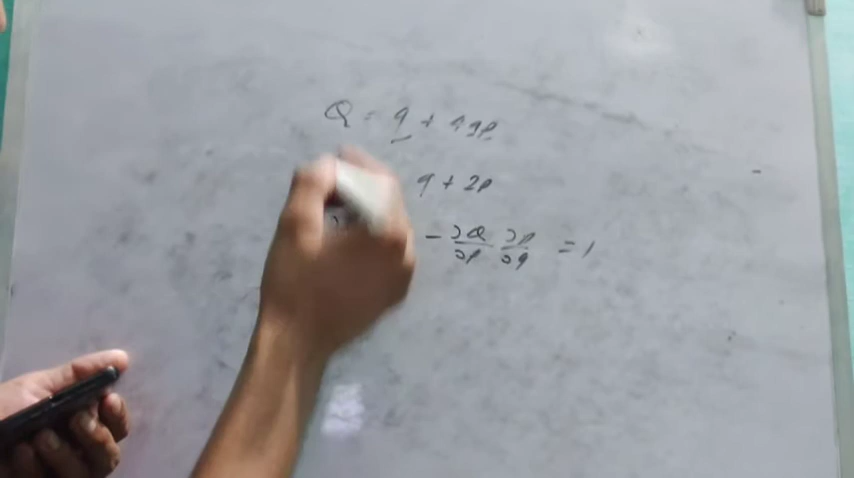 Q = q + 4qp
q + 2p
- ∂Q/∂p ∂p/∂q = 1